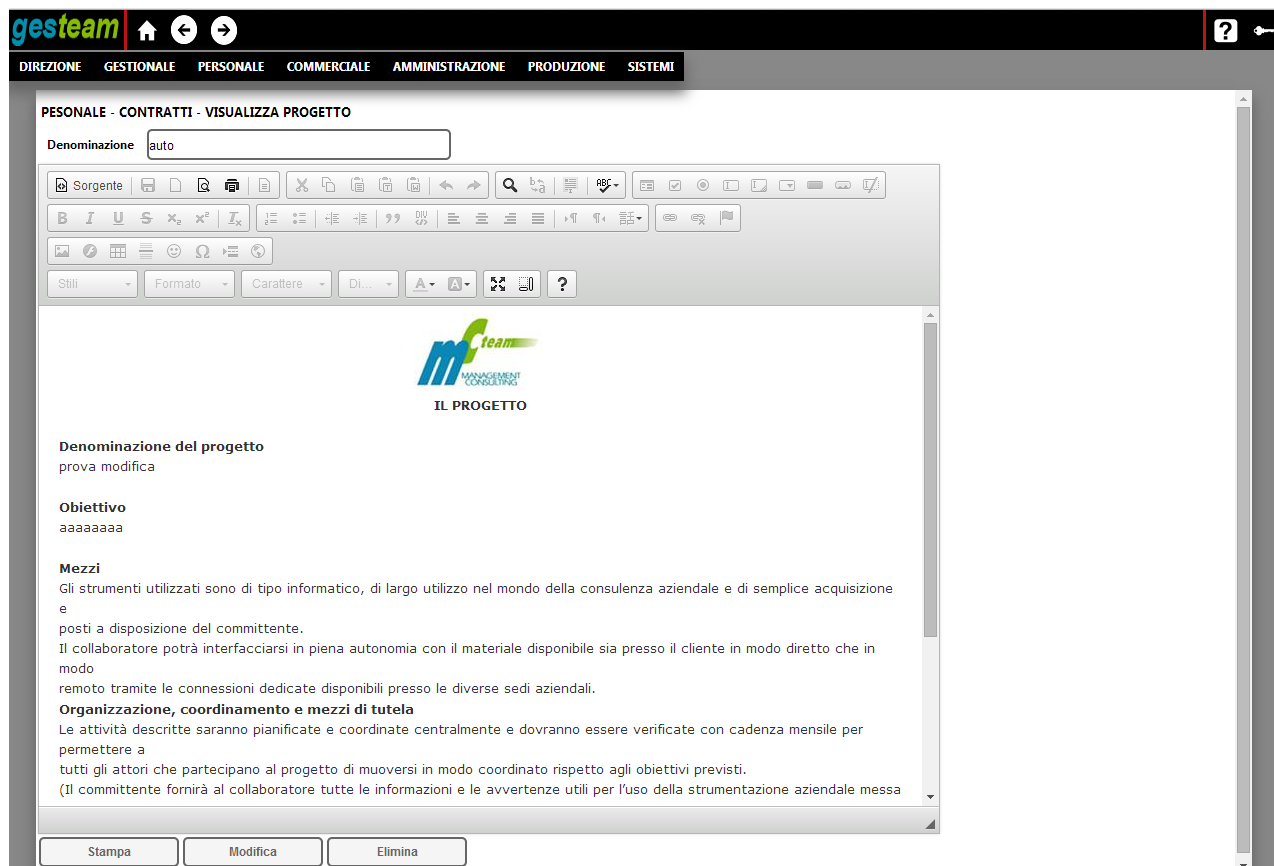 gesteam
DIREZIONE GESTIONALE PERSONALE COMMERCIALE AMMINISTRAZIONE PRODUZIONE SISTEMI
PESONALE - CONTRATTI - VISUALIZZA PROGETTO
Denominazione auto
Sorgente
Stili Formato Carattere Di...
mc team
MANAGEMENT
CONSULTING
IL PROGETTO
Denominazione del progetto
prova modifica
Obiettivo
aaaaaaaa
Mezzi
Gli strumenti utilizzati sono di tipo informatico, di largo utilizzo nel mondo della consulenza aziendale e di semplice acquisizione
e
posti a disposizione del committente.
Il collaboratore potrà interfacciarsi in piena autonomia con il materiale disponibile sia presso il cliente in modo diretto che in
modo
remoto tramite le connessioni dedicate disponibili presso le diverse sedi aziendali.
Organizzazione, coordinamento e mezzi di tutela
Le attività descritte saranno pianificate e coordinate centralmente e dovranno essere verificate con cadenza mensile per
permettere a
tutti gli attori che partecipano al progetto di muoversi in modo coordinato rispetto agli obiettivi previsti.
(Il committente fornirà al collaboratore tutte le informazioni e le avvertenze utili per l'uso della strumentazione aziendale messa
Stampa Modifica Elimina